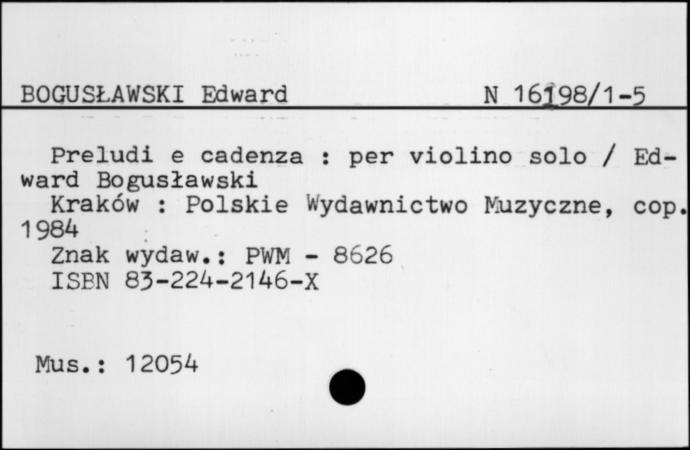 BOGUSŁAWSKI Edward N 16198/1-5
Preludi e cadenza : per violino solo / Ed-
ward Bogusławski
Kraków : Polskie Wydawnictwo Muzyczne, cop.
1984
Znak wydaw.: PWM - 8626
ISBN 83-224-2146-X
Mus.: 12054